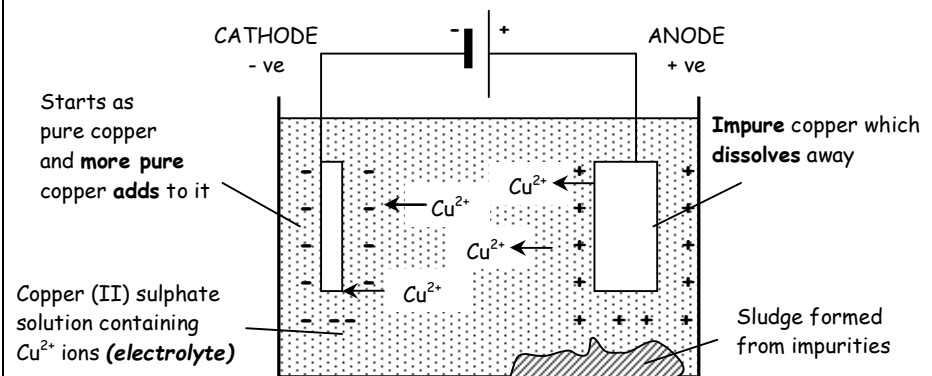 CATHODE
- ve
- +
ANODE
+ ve
Starts as
pure copper
and more pure
copper adds to it
Impure copper which
dissolves away
Cu²⁺
Cu²⁺
Cu²⁺
Cu²⁺
Copper (II) sulphate
solution containing
Cu²⁺ ions (electrolyte)
Sludge formed
from impurities